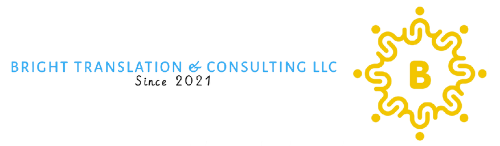 BRIGHT TRANSLATION & CONSULTING LLC
Since 2021
B